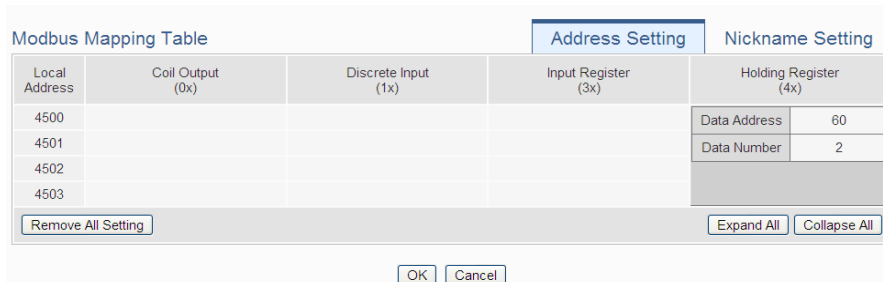 Modbus Mapping Table Address Setting Nickname Setting
Local Address Coil Output (0x) Discrete Input (1x) Input Register (3x) Holding Register (4x)
4500 Data Address 60
4501 Data Number 2
4502
4503
Remove All Setting Expand All Collapse All
OK Cancel